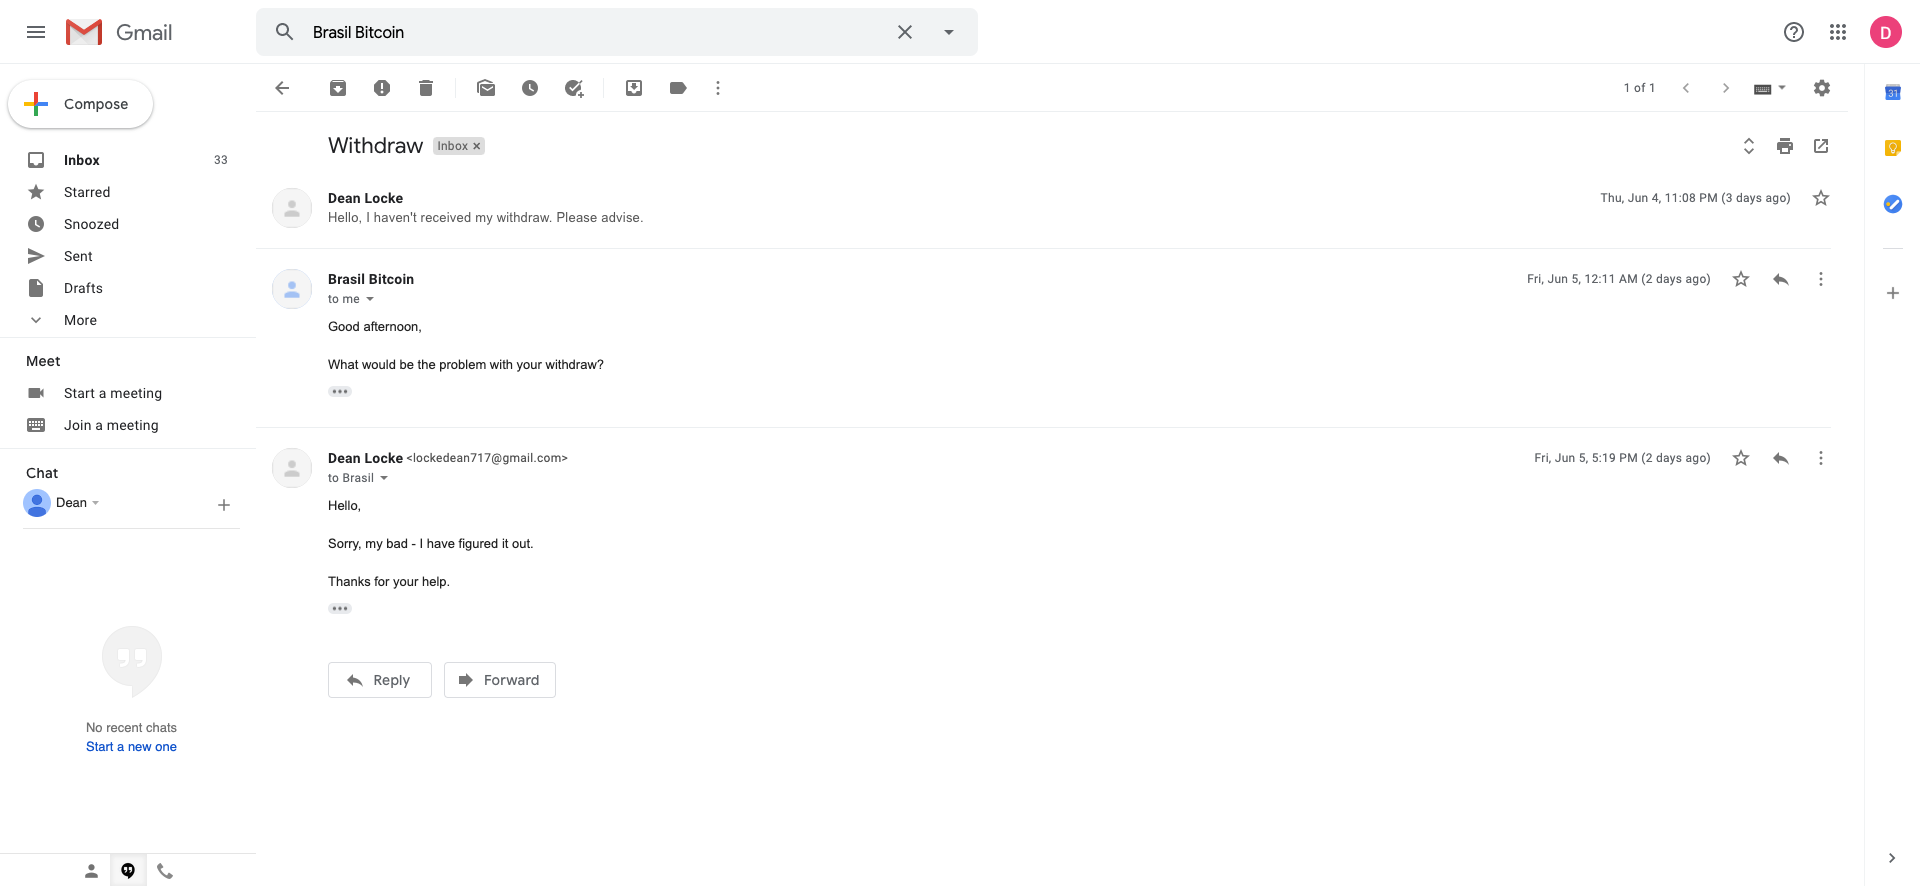 Gmail
Brasil Bitcoin
D
Compose
1 of 1
31
Inbox 33
Starred
Snoozed
Sent
Drafts
More
Meet
Start a meeting
Join a meeting
Chat
Dean
No recent chats
Start a new one
Withdraw Inbox ×
Dean Locke Thu, Jun 4, 11:08 PM (3 days ago)
Hello, I haven't received my withdraw. Please advise.
Brasil Bitcoin Fri, Jun 5, 12:11 AM (2 days ago)
to me
Good afternoon,
What would be the problem with your withdraw?
Dean Locke <lockedean717@gmail.com> Fri, Jun 5, 5:19 PM (2 days ago)
to Brasil
Hello,
Sorry, my bad - I have figured it out.
Thanks for your help.
Reply Forward